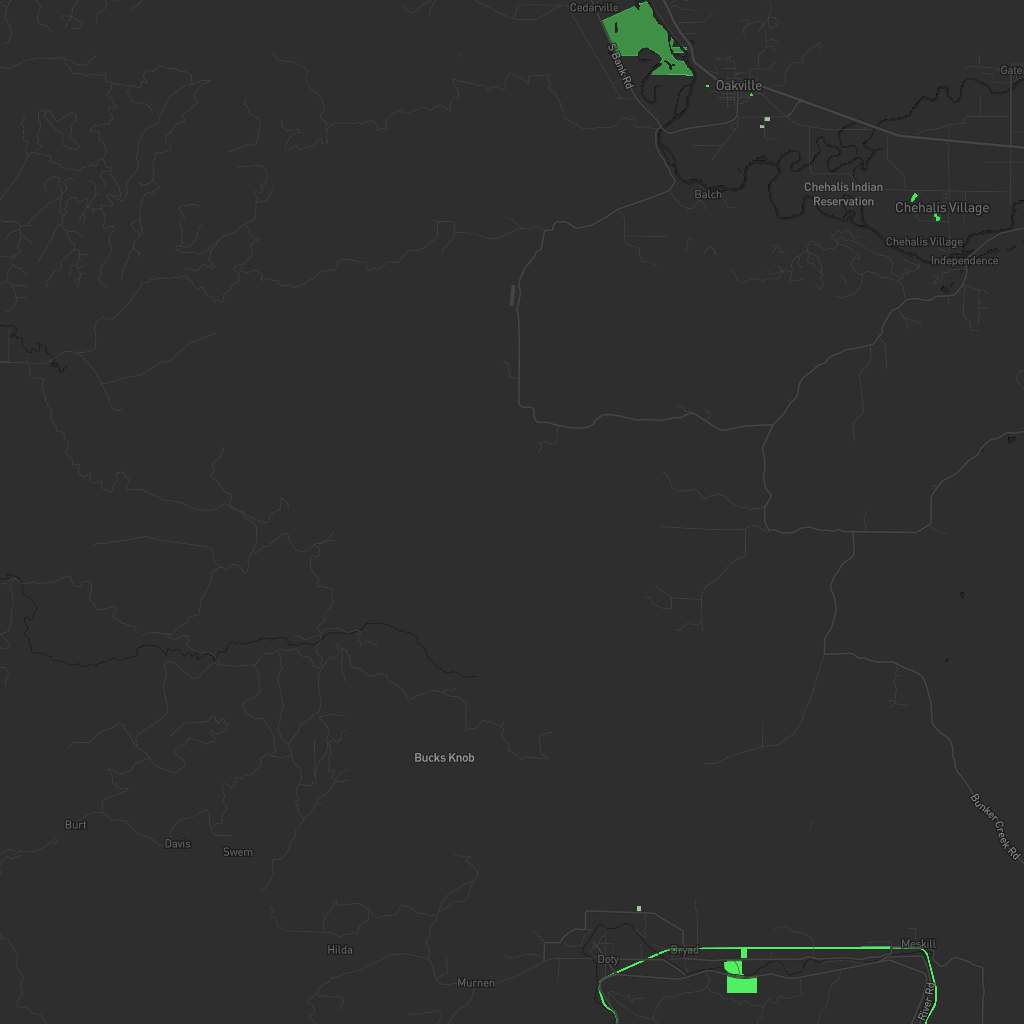 Cedarville
S Bank Rd
Oakville
Gate
Balch
Chehalis Indian
Reservation
Chehalis Village
Chehalis Village
Independence
Bucks Knob
Bunker Creek Rd
Burt
Davis
Swem
Hilda
Murnen
Doty
Dryad
Meskill
River Rd